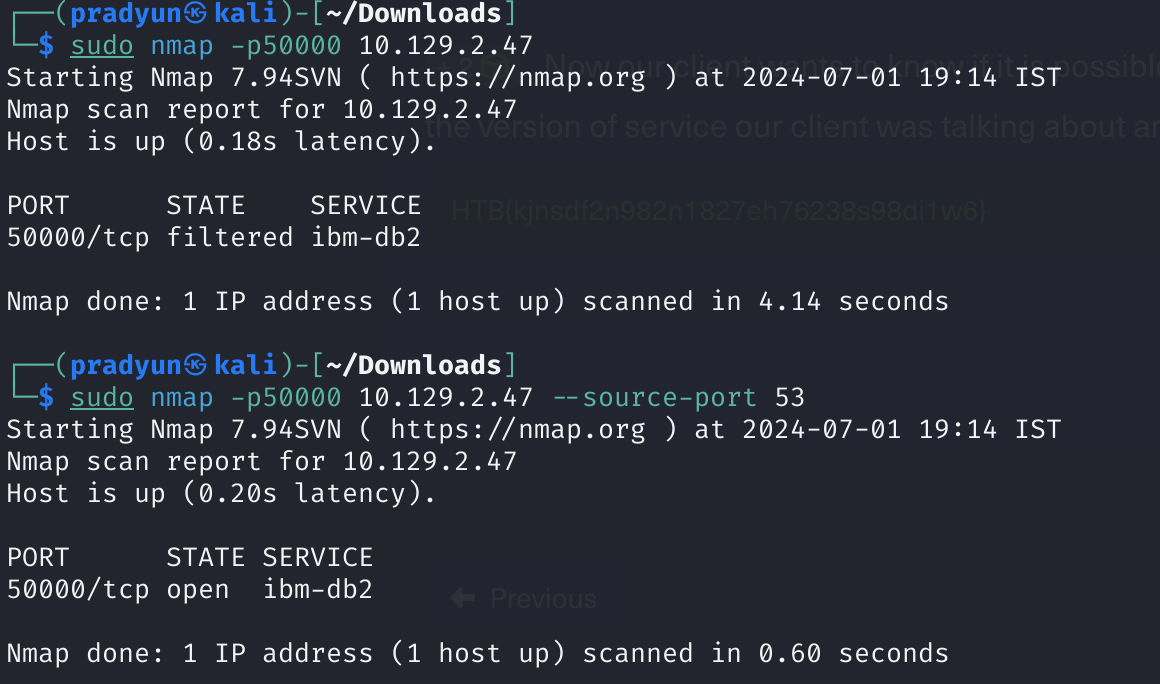 ┌──(pradyun㉿kali)-[~/Downloads]
└─$ sudo nmap -p50000 10.129.2.47
Starting Nmap 7.94SVN ( https://nmap.org ) at 2024-07-01 19:14 IST
Now our client wants to know if it is possible
Nmap scan report for 10.129.2.47
the version of service our client was talking about
Host is up (0.18s latency).
PORT      STATE    SERVICE
HTB{kjnsdf2n982n1827eh76238s98di1w6}
50000/tcp filtered ibm-db2
Nmap done: 1 IP address (1 host up) scanned in 4.14 seconds
┌──(pradyun㉿kali)-[~/Downloads]
└─$ sudo nmap -p50000 10.129.2.47 --source-port 53
Starting Nmap 7.94SVN ( https://nmap.org ) at 2024-07-01 19:14 IST
Nmap scan report for 10.129.2.47
Host is up (0.20s latency).
PORT      STATE SERVICE
50000/tcp open  ibm-db2
Previous
Nmap done: 1 IP address (1 host up) scanned in 0.60 seconds